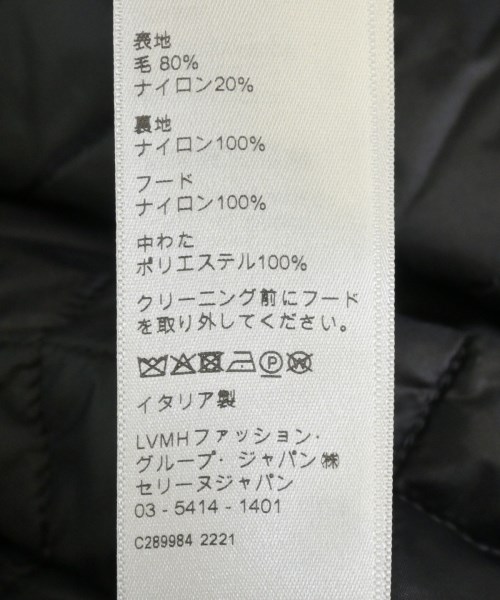 表地
毛 80%
ナイロン20%
裏地
ナイロン100%
フード
ナイロン100%
中わた
ポリエステル100%
クリーニング前にフード
を取り外してください。
P W
イタリア製
LVMHファッション·
グループ· ジャパン㈱
セリーヌジャパン
03 - 5414 - 1401
C289984 2221